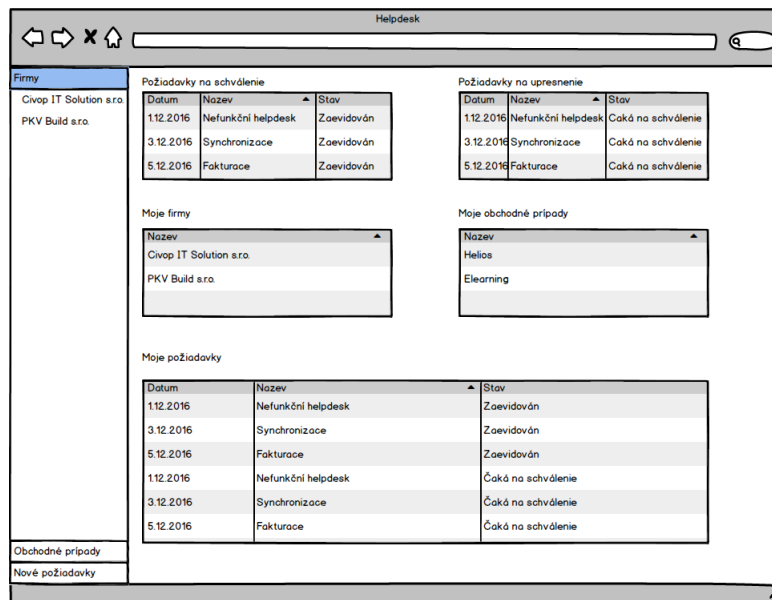 Helpdesk
Firmy
Civop IT Solution s.r.o.
PKV Build s.r.o.
Obchodné prípady
Nové požiadavky
Požiadavky na schválenie
Datum Nazev Stav
1.12.2016 Nefunkční helpdesk Zaevidován
3.12.2016 Synchronizace Zaevidován
5.12.2016 Fakturace Zaevidován
Požiadavky na upresnenie
Datum Nazev Stav
1.12.2016 Nefunkční helpdesk Caká na schválenie
3.12.2016 Synchronizace Caká na schválenie
5.12.2016 Fakturace Caká na schválenie
Moje firmy
Nazev
Civop IT Solution s.r.o.
PKV Build s.r.o.
Moje obchodné prípady
Nazev
Helios
Elearning
Moje požiadavky
Datum Nazev Stav
1.12.2016 Nefunkční helpdesk Zaevidován
3.12.2016 Synchronizace Zaevidován
5.12.2016 Fakturace Zaevidován
1.12.2016 Nefunkční helpdesk Čaká na schválenie
3.12.2016 Synchronizace Čaká na schválenie
5.12.2016 Fakturace Čaká na schválenie